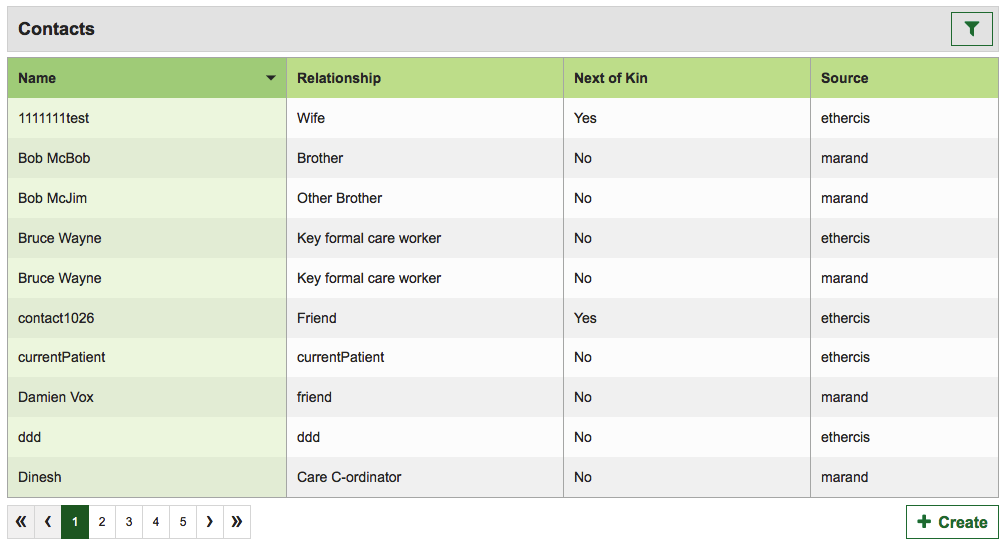 Contacts
Name Relationship Next of Kin Source
1111111test Wife Yes ethercis
Bob McBob Brother No marand
Bob McJim Other Brother No marand
Bruce Wayne Key formal care worker No ethercis
Bruce Wayne Key formal care worker No marand
contact1026 Friend Yes ethercis
currentPatient currentPatient No ethercis
Damien Vox friend No marand
ddd ddd No ethercis
Dinesh Care C-ordinator No marand
« ‹ 1 2 3 4 5 › » + Create